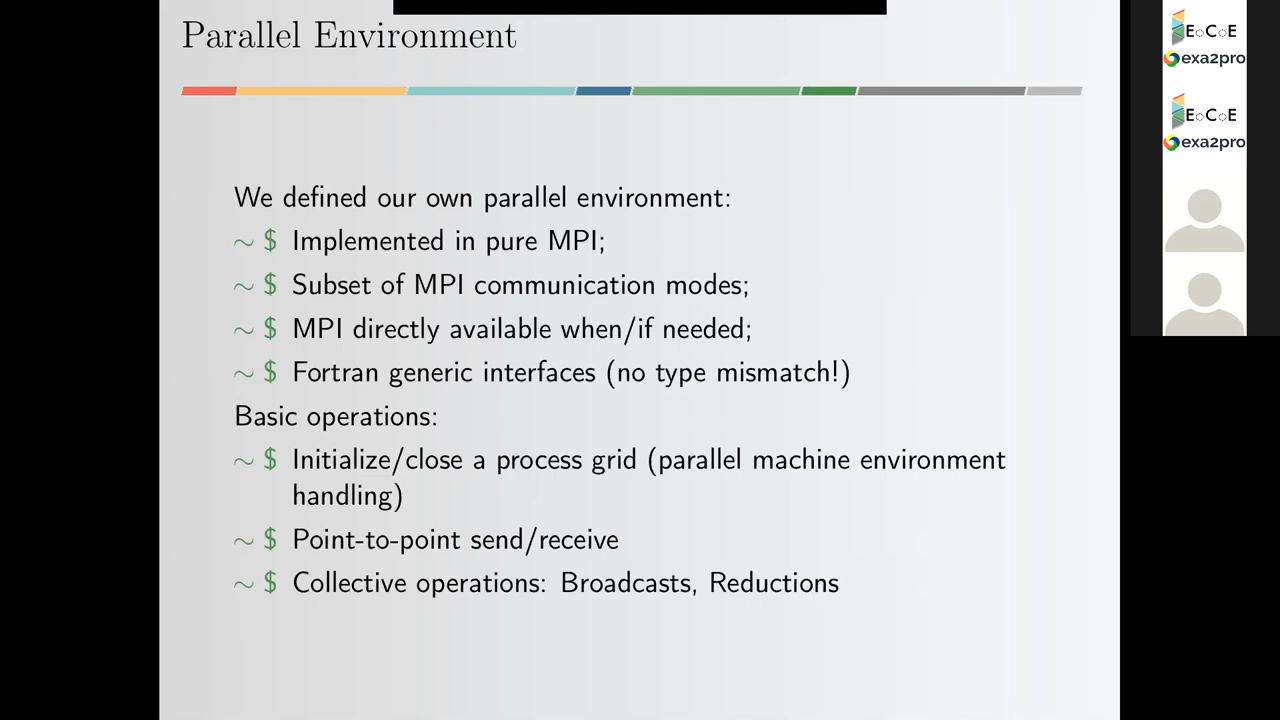 Parallel Environment
We defined our own parallel environment:
~ $ Implemented in pure MPI;
~ $ Subset of MPI communication modes;
~ $ MPI directly available when/if needed;
~ $ Fortran generic interfaces (no type mismatch!)
Basic operations:
~ $ Initialize/close a process grid (parallel machine environment
handling)
~ $ Point-to-point send/receive
~ $ Collective operations: Broadcasts, Reductions
EoCoE
exa2pro
EoCoE
exa2pro